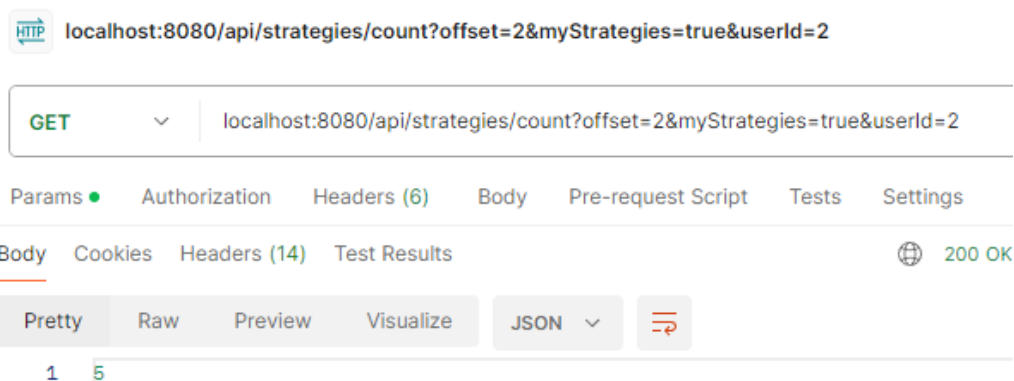 HTTP localhost:8080/api/strategies/count?offset=2&myStrategies=true&userId=2
GET localhost:8080/api/strategies/count?offset=2&myStrategies=true&userId=2
Params Authorization Headers (6) Body Pre-request Script Tests Settings
Body Cookies Headers (14) Test Results 200 OK
Pretty Raw Preview Visualize JSON
1 5